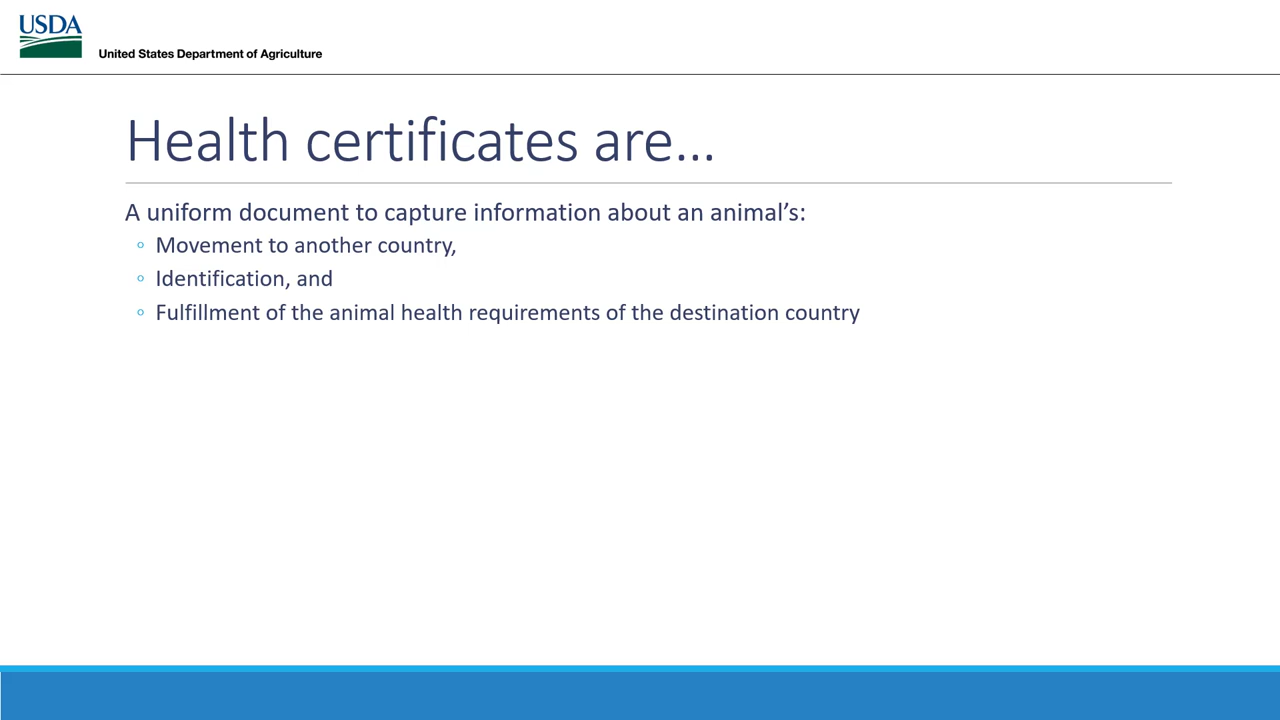 USDA
United States Department of Agriculture
Health certificates are...
A uniform document to capture information about an animal’s:
◦ Movement to another country,
◦ Identification, and
◦ Fulfillment of the animal health requirements of the destination country